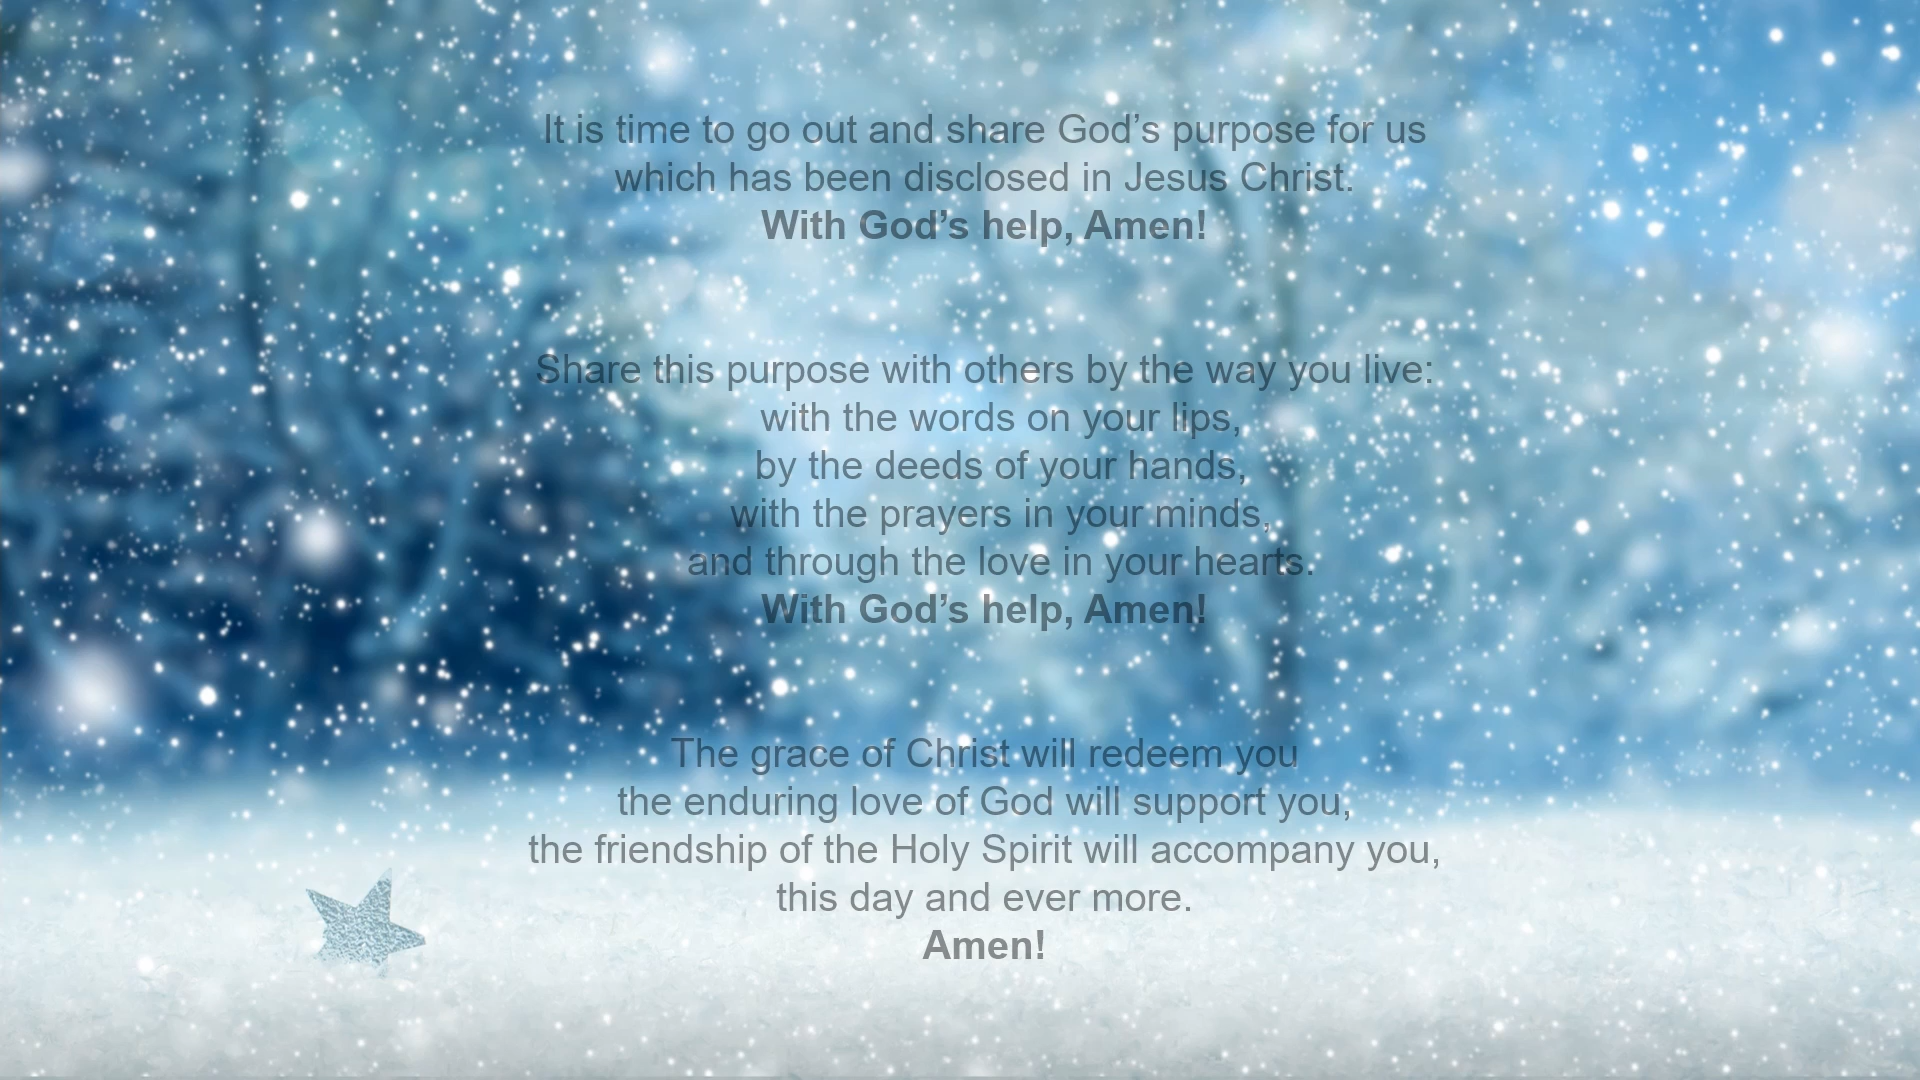 It is time to go out and share God’s purpose for us
which has been disclosed in Jesus Christ.
With God’s help, Amen!
Share this purpose with others by the way you live:
with the words on your lips,
by the deeds of your hands,
with the prayers in your minds,
and through the love in your hearts.
With God’s help, Amen!
The grace of Christ will redeem you
the enduring love of God will support you,
the friendship of the Holy Spirit will accompany you,
this day and ever more.
Amen!